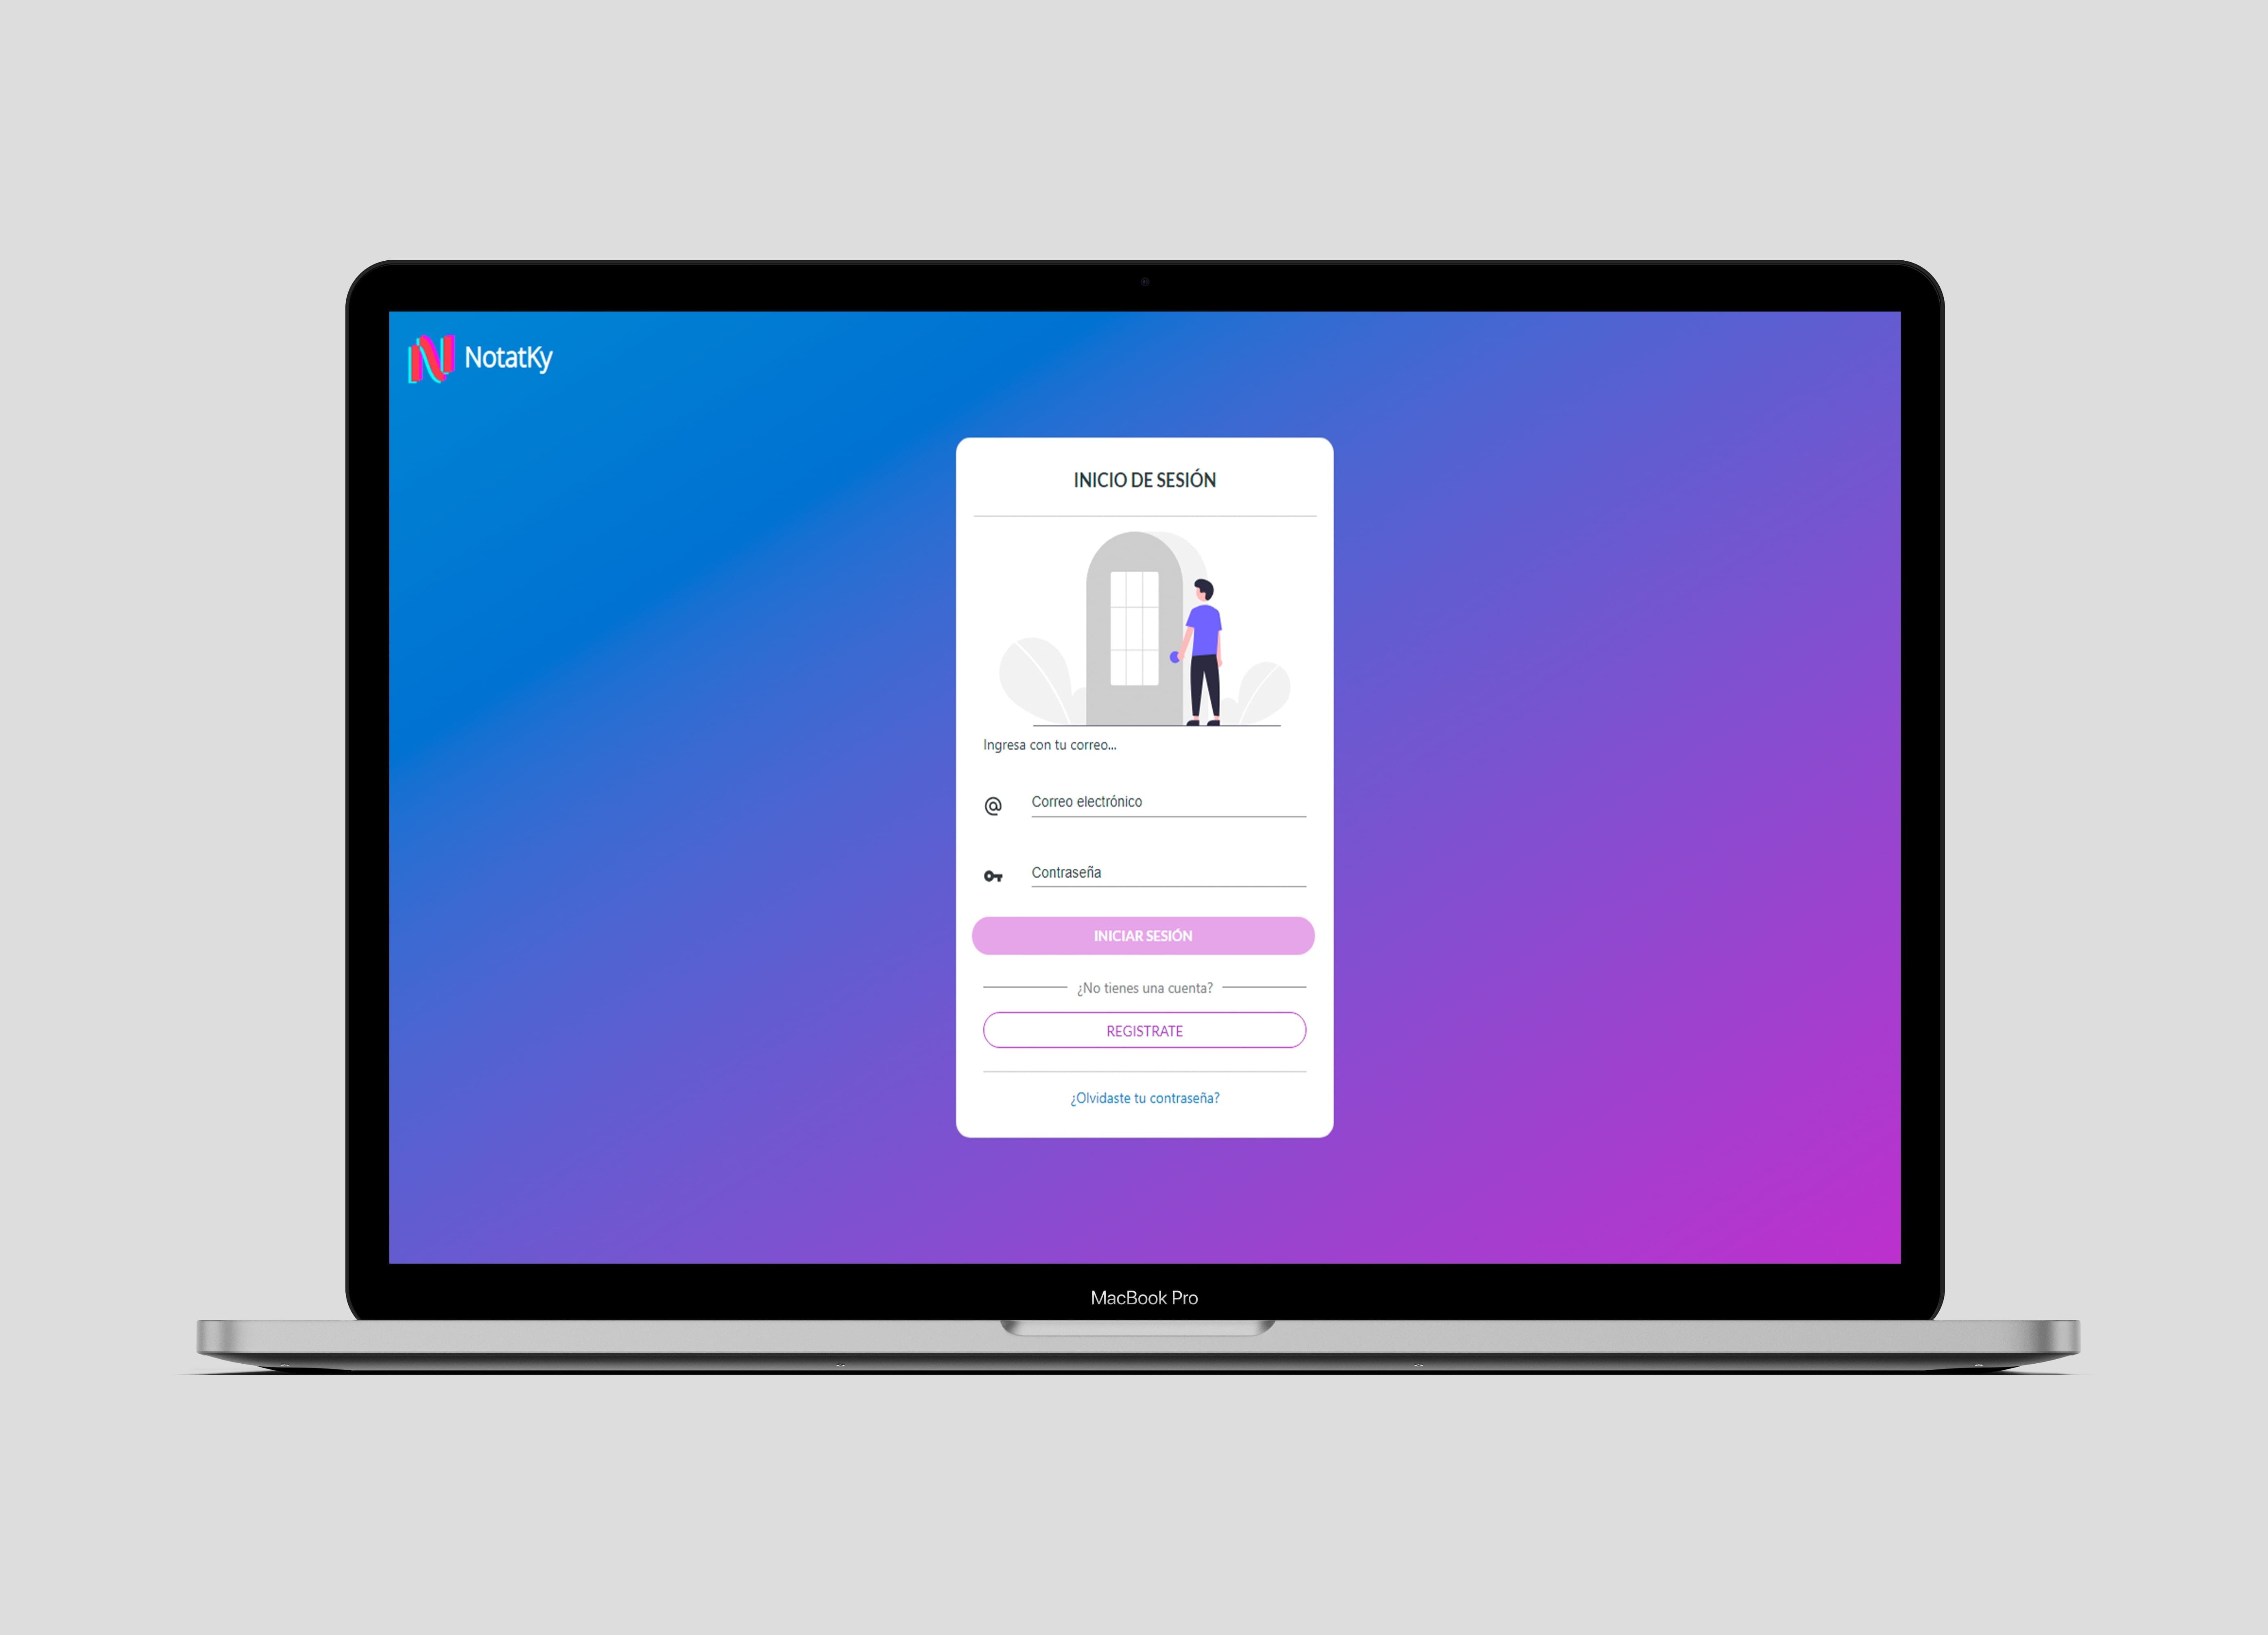 NotatKy
INICIO DE SESIÓN
Ingresa con tu correo...
@
Correo electrónico
Contraseña
INICIAR SESIÓN
¿No tienes una cuenta?
REGISTRATE
¿Olvidaste tu contraseña?
MacBook Pro